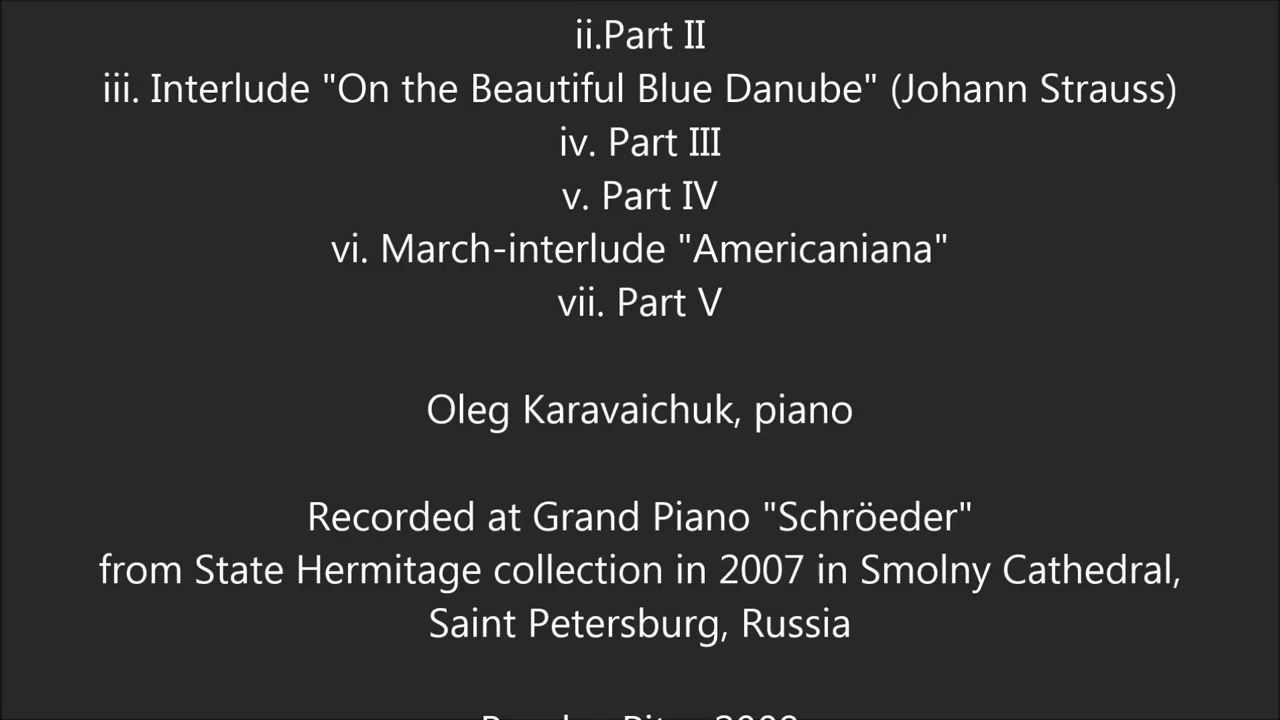 ii.Part II
iii. Interlude "On the Beautiful Blue Danube" (Johann Strauss)
iv. Part III
v. Part IV
vi. March-interlude "Americaniana"
vii. Part V
Oleg Karavaichuk, piano
Recorded at Grand Piano "Schröeder"
from State Hermitage collection in 2007 in Smolny Cathedral,
Saint Petersburg, Russia